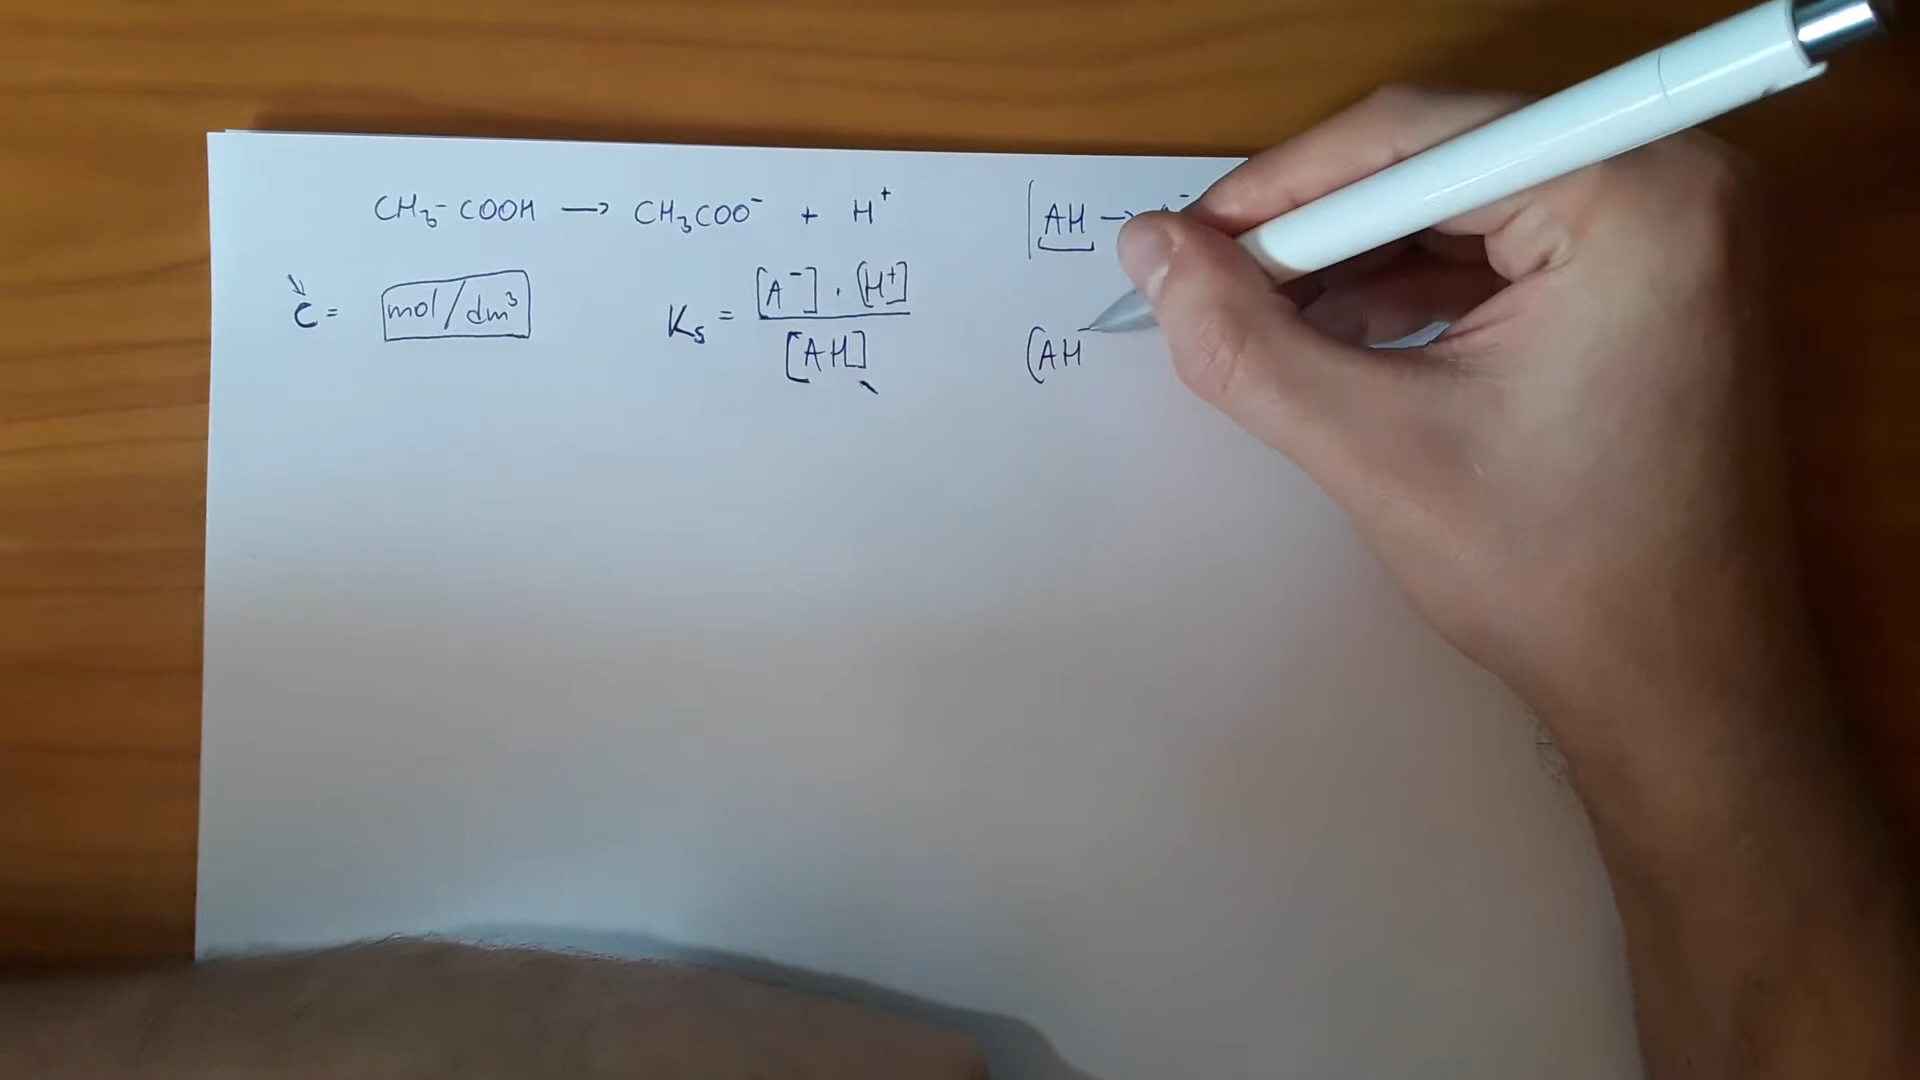 CH₃-COOH → CH₃COO⁻ + H⁺
AH →
c = mol/dm³
Kₛ = [A⁻] · [H⁺]
[AH]
[AH